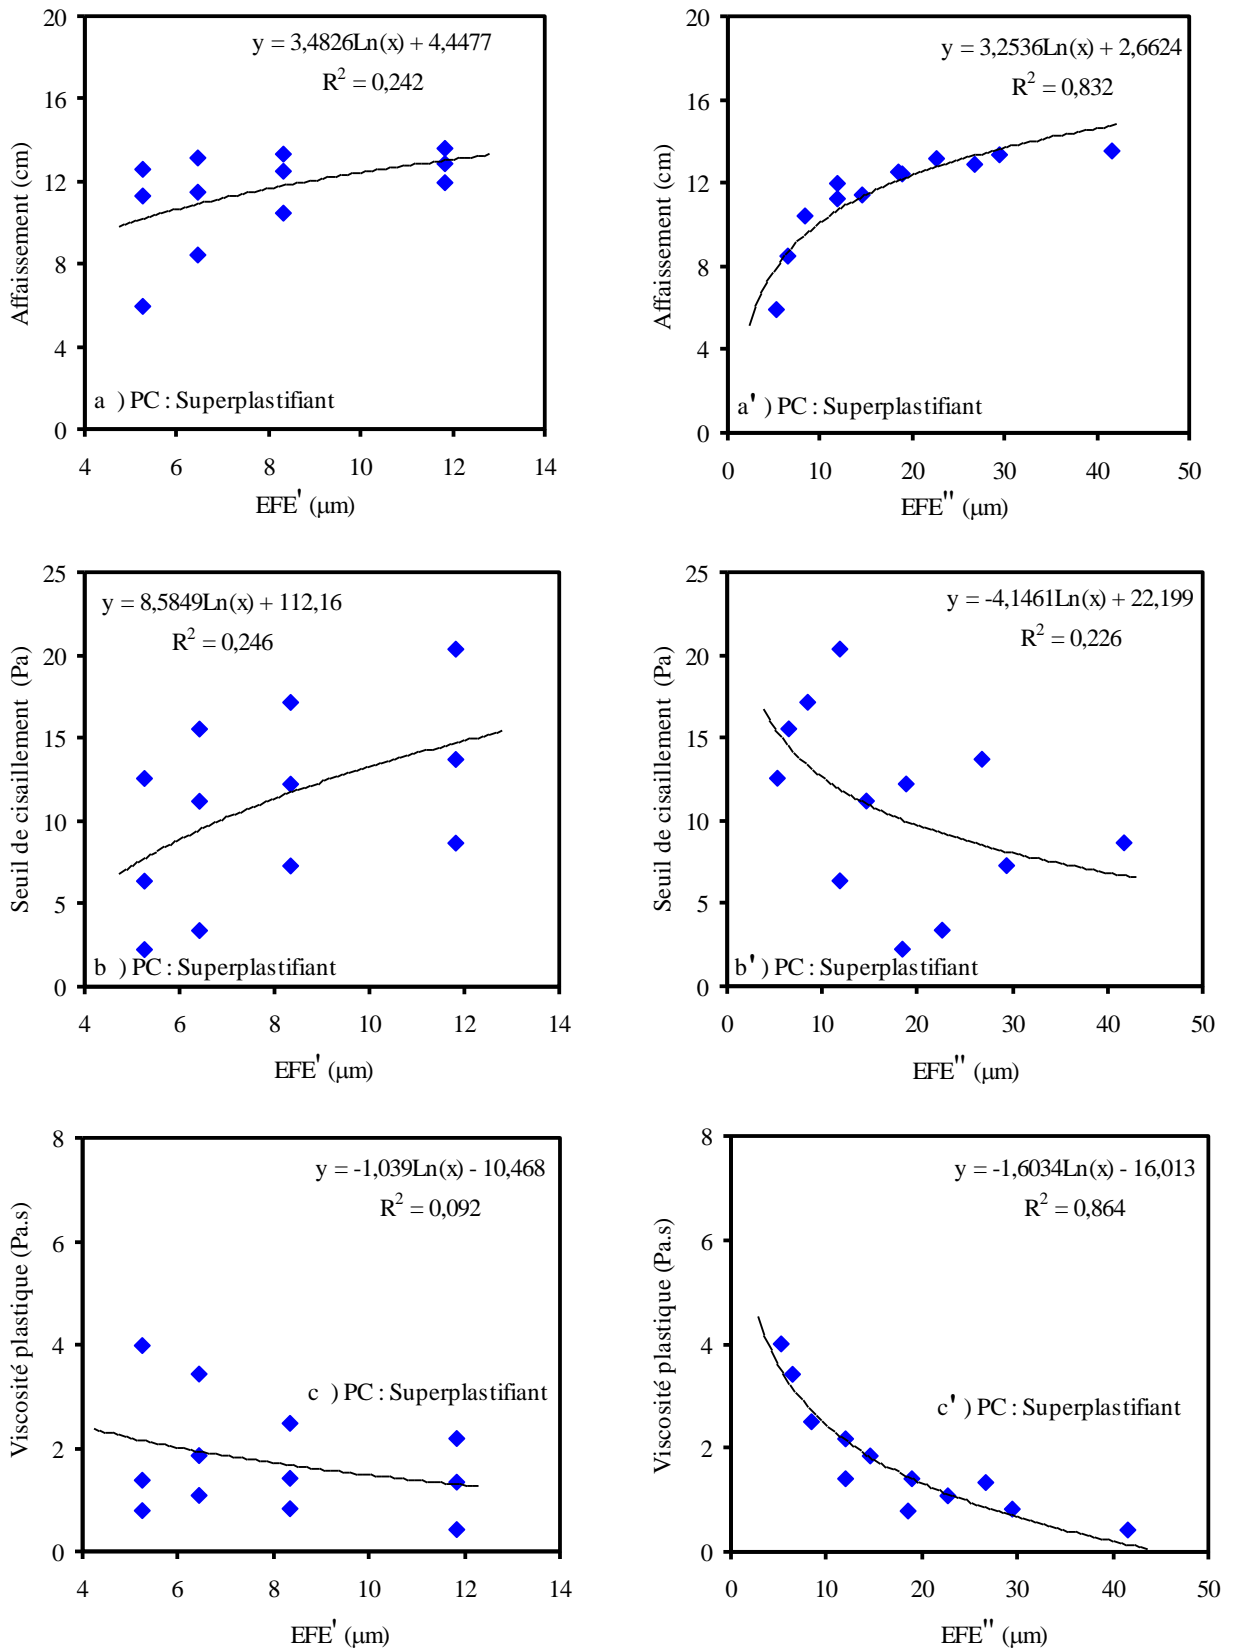 y = 3,4826Ln(x) + 4,4477
R² = 0,242
20
16
12
8
4
0
Affaissement (cm)
a ) PC : Superplastifiant
4 6 8 10 12 14
EFE' (μm)
y = 3,2536Ln(x) + 2,6624
R² = 0,832
20
16
12
8
4
0
Affaissement (cm)
a' ) PC : Superplastifiant
0 10 20 30 40 50
EFE'' (μm)
y = 8,5849Ln(x) + 112,16
R² = 0,246
25
20
15
10
5
0
Seuil de cisaillement (Pa)
b ) PC : Superplastifiant
4 6 8 10 12 14
EFE' (μm)
y = -4,1461Ln(x) + 22,199
R² = 0,226
25
20
15
10
5
0
Seuil de cisaillement (Pa)
b' ) PC : Superplastifiant
0 10 20 30 40 50
EFE'' (μm)
y = -1,039Ln(x) - 10,468
R² = 0,092
8
6
4
2
0
Viscosité plastique (Pa.s)
c ) PC : Superplastifiant
4 6 8 10 12 14
EFE' (μm)
y = -1,6034Ln(x) - 16,013
R² = 0,864
8
6
4
2
0
Viscosité plastique (Pa.s)
c' ) PC : Superplastifiant
0 10 20 30 40 50
EFE'' (μm)